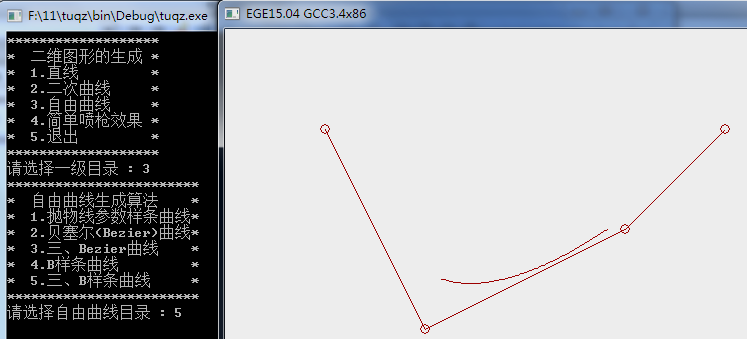 F:\11\tuqz\bin\Debug\tuqz.exe
EGE15.04 GCC3.4x86
*******************
*  二维图形的生成 *
*  1.直线         *
*  2.二次曲线     *
*  3.自由曲线     *
*  4.简单喷枪效果 *
*  5.退出         *
*******************
请选择一级目录 : 3
************************
*  自由曲线生成算法    *
*  1.抛物线参数样条曲线*
*  2.贝塞尔(Bezier)曲线*
*  3.三、Bezier曲线    *
*  4.B样条曲线         *
*  5.三、B样条曲线     *
************************
请选择自由曲线目录 : 5